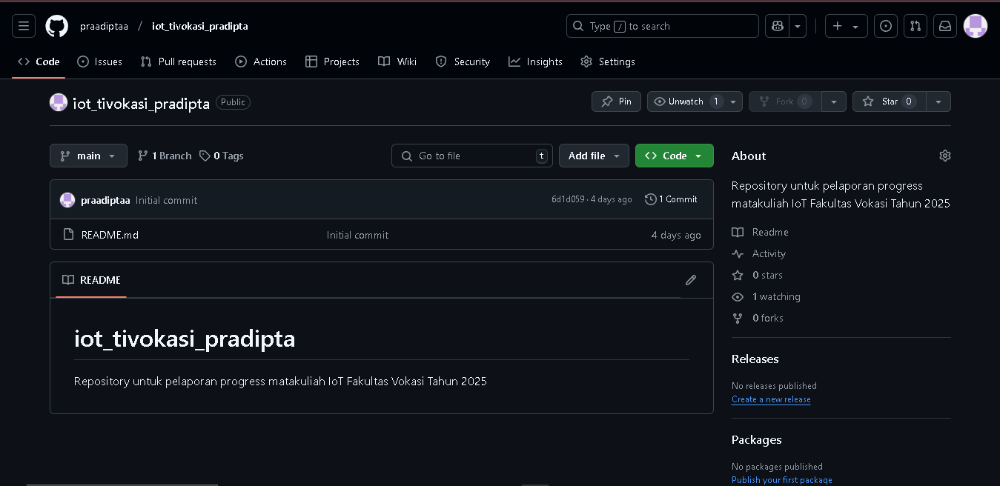 praadiptaa / iot_tivokasi_pradipta
Type / to search
Code Issues Pull requests Actions Projects Wiki Security Insights Settings
iot_tivokasi_pradipta Public
Pin Unwatch 1 Fork 0 Star 0
main 1 Branch 0 Tags
Go to file t Add file Code
praadiptaa Initial commit 6d1d059 · 4 days ago 1 Commit
README.md Initial commit 4 days ago
README
iot_tivokasi_pradipta
Repository untuk pelaporan progress matakuliah IoT Fakultas Vokasi Tahun 2025
About
Repository untuk pelaporan progress
matakuliah IoT Fakultas Vokasi Tahun 2025
Readme
Activity
0 stars
1 watching
0 forks
Releases
No releases published
Create a new release
Packages
No packages published
Publish your first package